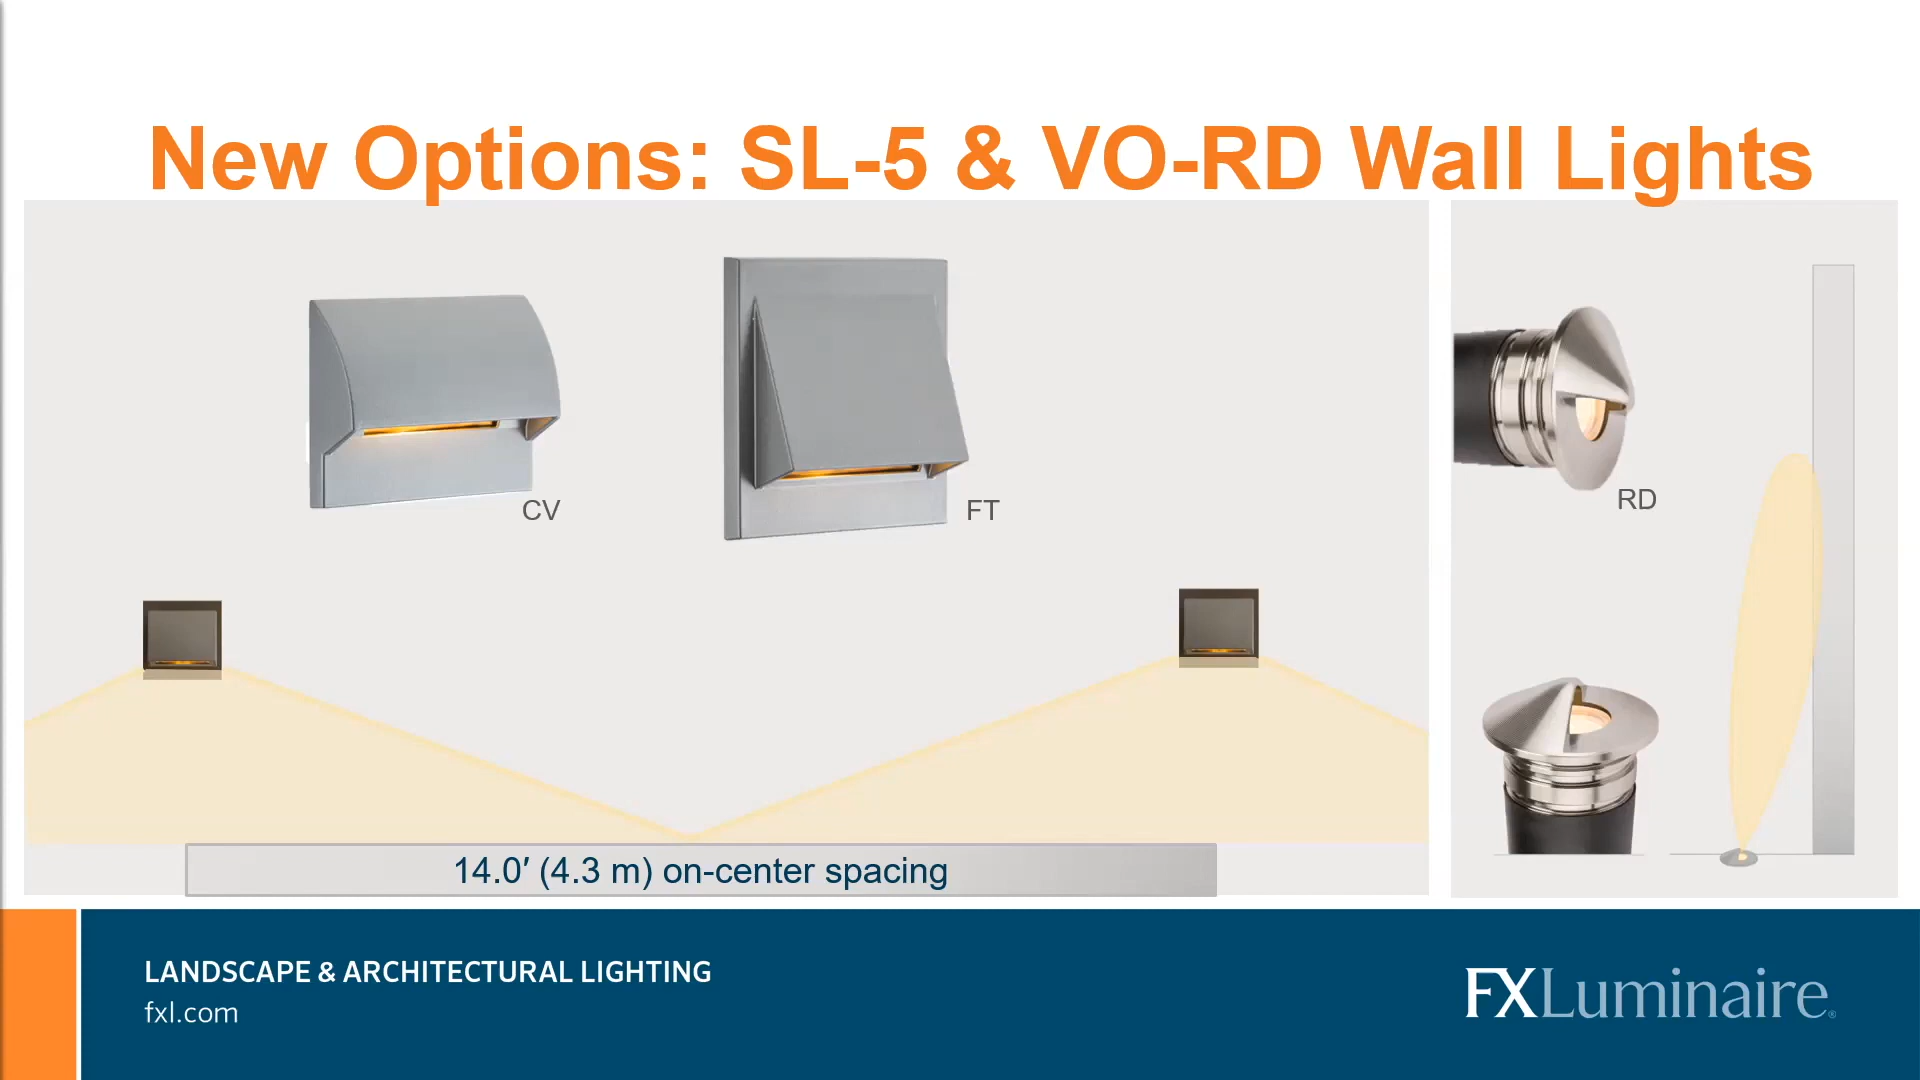 New Options: SL-5 & VO-RD Wall Lights
CV
FT
RD
14.0′ (4.3 m) on-center spacing
LANDSCAPE & ARCHITECTURAL LIGHTING
fxl.com
FXLuminaire®